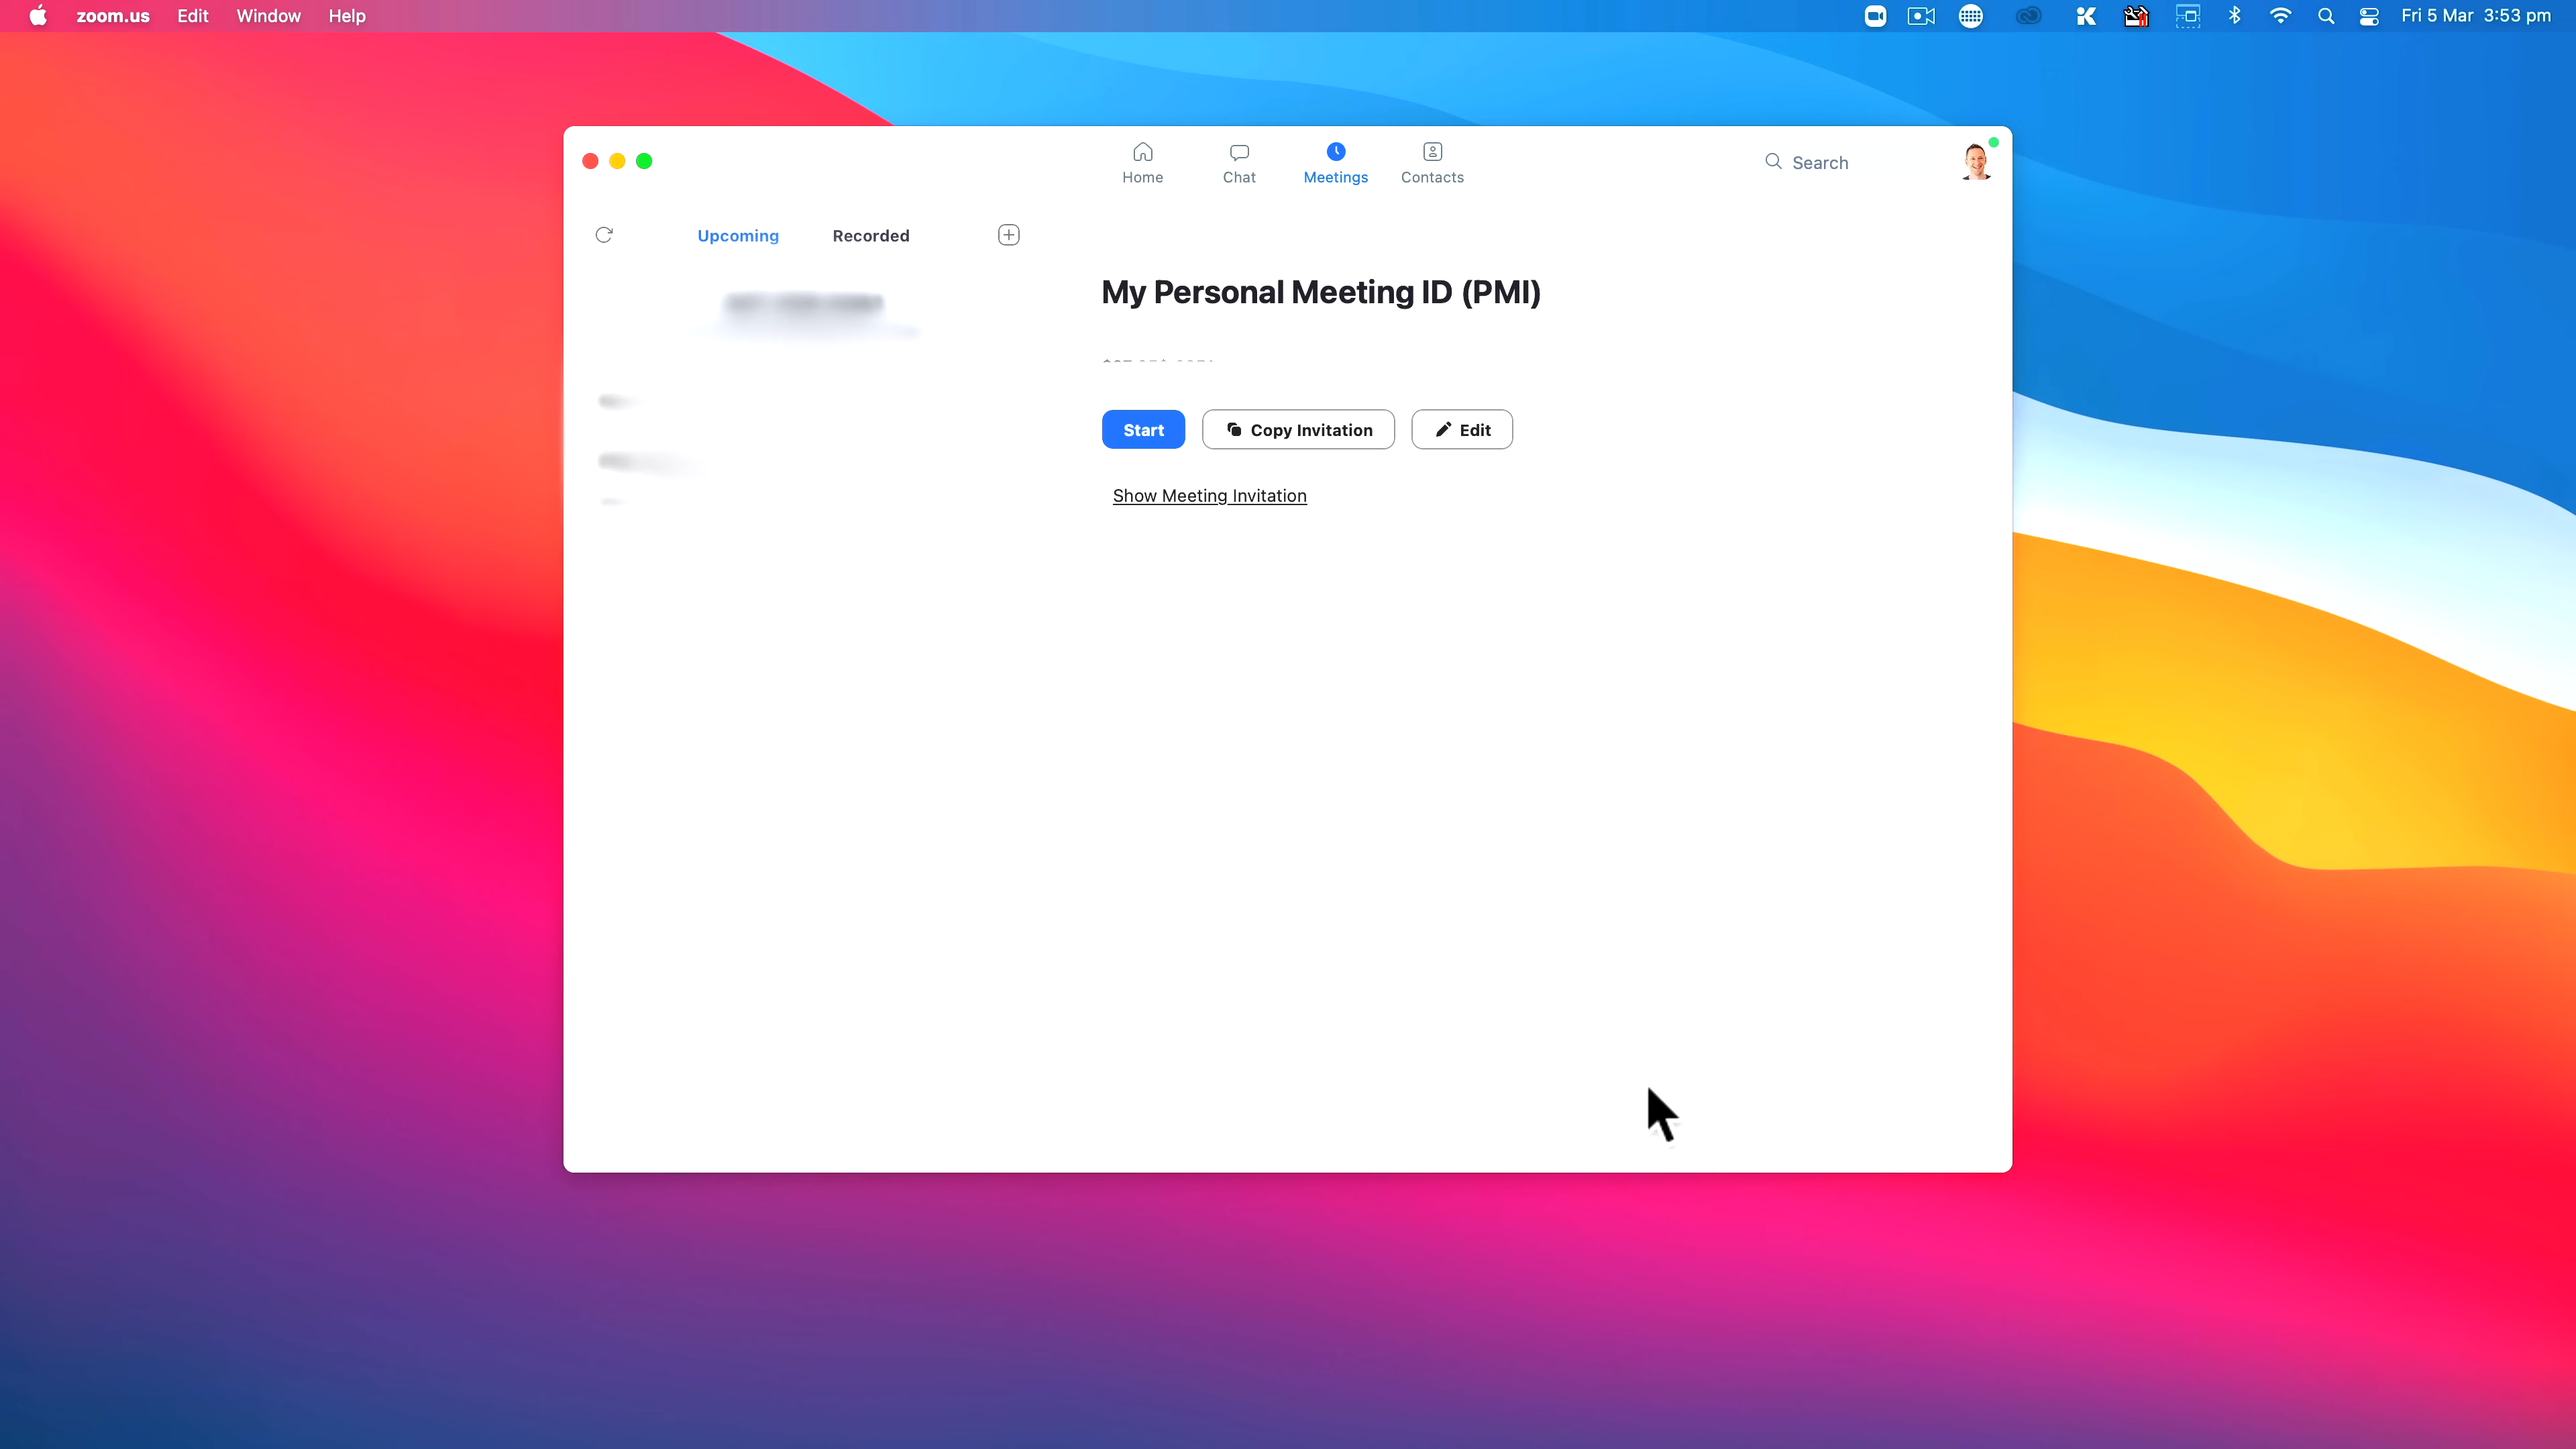 zoom.us Edit Window Help Fri 5 Mar 3:53 pm
Home Chat Meetings Contacts Search
Upcoming Recorded
My Personal Meeting ID (PMI)
Start Copy Invitation Edit
Show Meeting Invitation